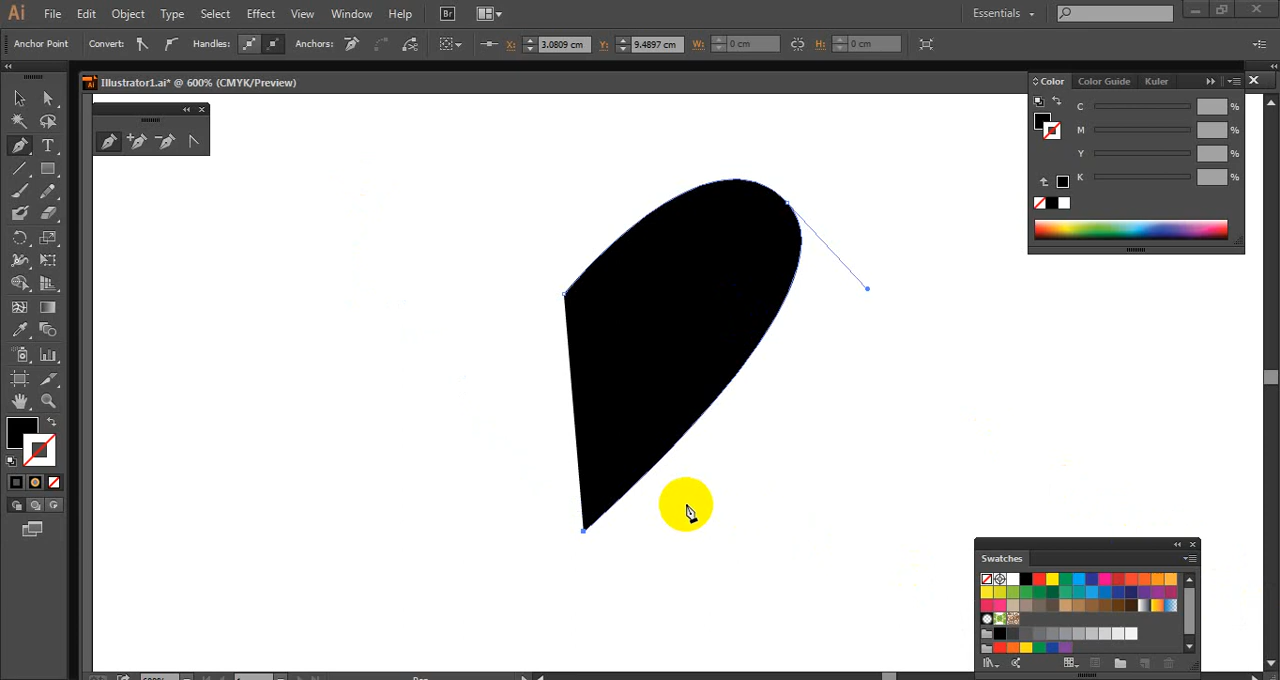 Ai File Edit Object Type Select Effect View Window Help Br Essentials
Anchor Point Convert: Handles: Anchors: X: 3.0809 cm Y: 9.4897 cm W: 0 cm H: 0 cm
Illustrator1.ai* @ 600% (CMYK/Preview)
Color Color Guide Kuler
C %
M %
Y %
K %
T
Swatches